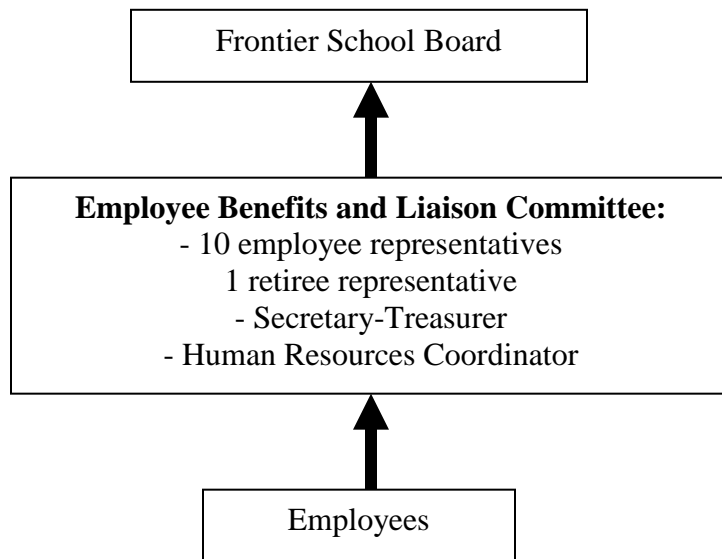 Frontier School Board
Employee Benefits and Liaison Committee:
- 10 employee representatives
1 retiree representative
- Secretary-Treasurer
- Human Resources Coordinator
Employees